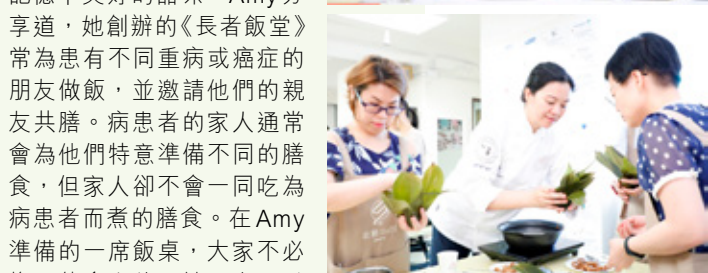 享道，她創辦的《長者飯堂》
常為患有不同重病或癌症的
朋友做飯，並邀請他們的親
友共膳。病患者的家人通常
會為他們特意準備不同的膳
食，但家人卻不會一同吃為
病患者而煮的膳食。在Amy
準備的一席飯桌，大家不必